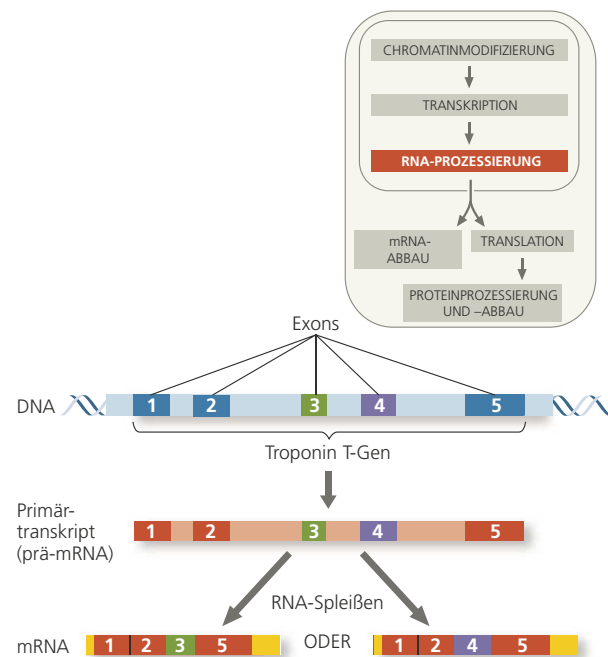 CHROMATINMODIFIZIERUNG
TRANSKRIPTION
RNA-PROZESSIERUNG
mRNA-
ABBAU
TRANSLATION
PROTEINPROZESSIERUNG
UND –ABBAU
Exons
DNA
1 2 3 4 5
Troponin T-Gen
Primär-
transkript
(prä-mRNA)
1 2 3 4 5
RNA-Spleißen
mRNA
1 2 3 5
ODER
1 2 4 5